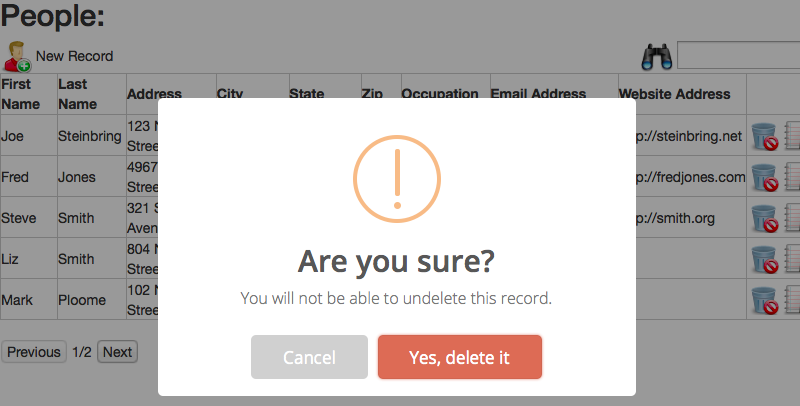 People:
New Record
First Name Last Name Address City State Zip Occupation Email Address Website Address
Joe Steinbring 123 N Stree p://steinbring.net
Fred Jones 4967 Stree p://fredjones.com
Steve Smith 321 S Aven p://smith.org
Liz Smith 804 N Stree
Mark Ploome 102 N Stree
Are you sure?
You will not be able to undelete this record.
Cancel Yes, delete it
Previous 1/2 Next